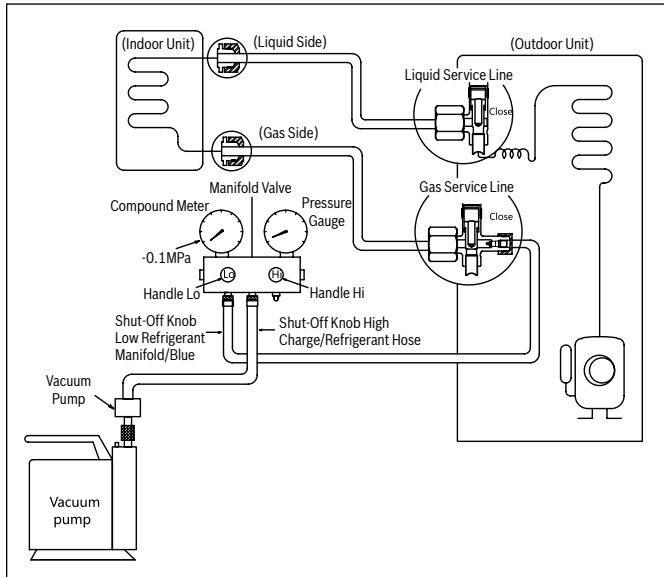 (Indoor Unit)
(Liquid Side)
(Outdoor Unit)
Liquid Service Line
Close
(Gas Side)
Gas Service Line
Close
Manifold Valve
Compound Meter
Pressure
Gauge
-0.1MPa
Lo
Hi
Handle Lo
Handle Hi
Shut-Off Knob
Low Refrigerant
Manifold/Blue
Shut-Off Knob High
Charge/Refrigerant Hose
Vacuum
Pump
Vacuum
pump